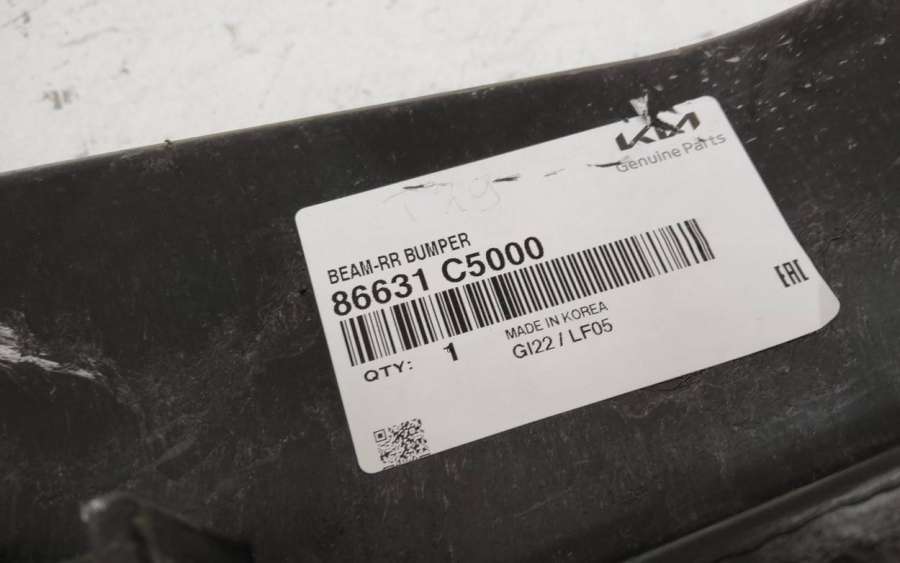 KIA
Genuine Parts
BEAM-RR BUMPER
86631 C5000
QTY: 1
MADE IN KOREA
GI22 / LF05
EAC